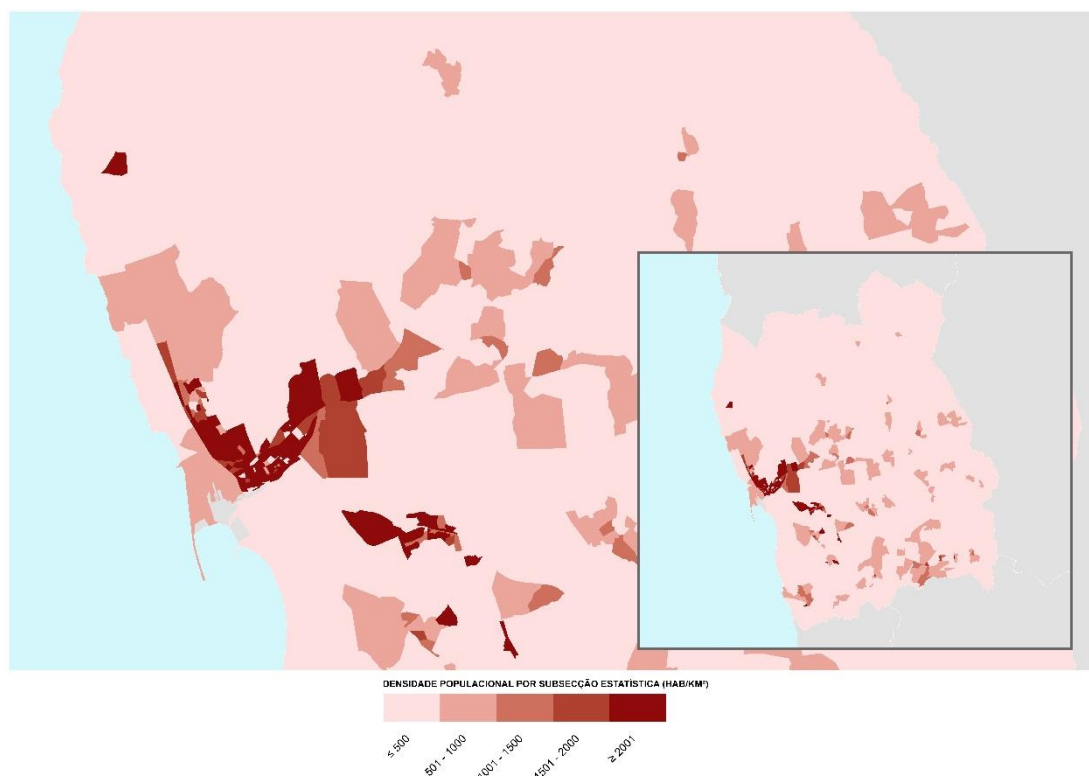 DENSIDADE POPULACIONAL POR SUBSECÇÃO ESTATÍSTICA (HAB/KM²)
≤ 500
501 - 1000
1001 - 1500
1501 - 2000
≥ 2001